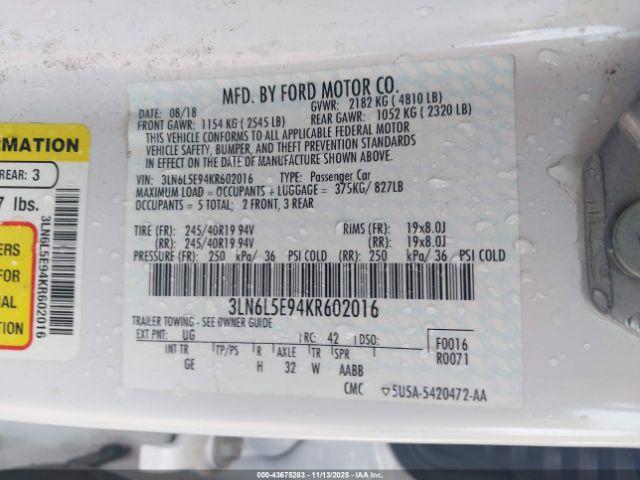 MFD. BY FORD MOTOR CO.
DATE: 08/18 GVWR: 2182 KG ( 4810 LB)
FRONT GAWR: 1154 KG ( 2545 LB) REAR GAWR: 1052 KG ( 2320 LB)
THIS VEHICLE CONFORMS TO ALL APPLICABLE FEDERAL MOTOR
VEHICLE SAFETY, BUMPER, AND THEFT PREVENTION STANDARDS
IN EFFECT ON THE DATE OF MANUFACTURE SHOWN ABOVE.
VIN: 3LN6L5E94KR602016 TYPE: Passenger Car
MAXIMUM LOAD = OCCUPANTS + LUGGAGE = 375KG/ 827LB
OCCUPANTS = 5 TOTAL; 2 FRONT, 3 REAR
TIRE (FR): 245/40R19 94V RIMS (FR): 19x8.0J
(RR): 245/40R19 94V (RR): 19x8.0J
PRESSURE (FR): 250 kPa/ 36 PSI COLD (RR): 250 kPa/ 36 PSI COLD
3LN6L5E94KR602016
TRAILER TOWING - SEE OWNER GUIDE
EXT PNT: UG RC: 42 DSO: F0016
INT TR TP/PS R AXLE TR SPR R0071
GE H 32 W AABB
CMC 5U5A-5420472-AA
ORMATION
REAR: 3
7 lbs.
ERS
FOR
NAL
TION
3LN6L5E94KR602016
000-43675283 - 11/13/2025 - IAAI CORPORATE